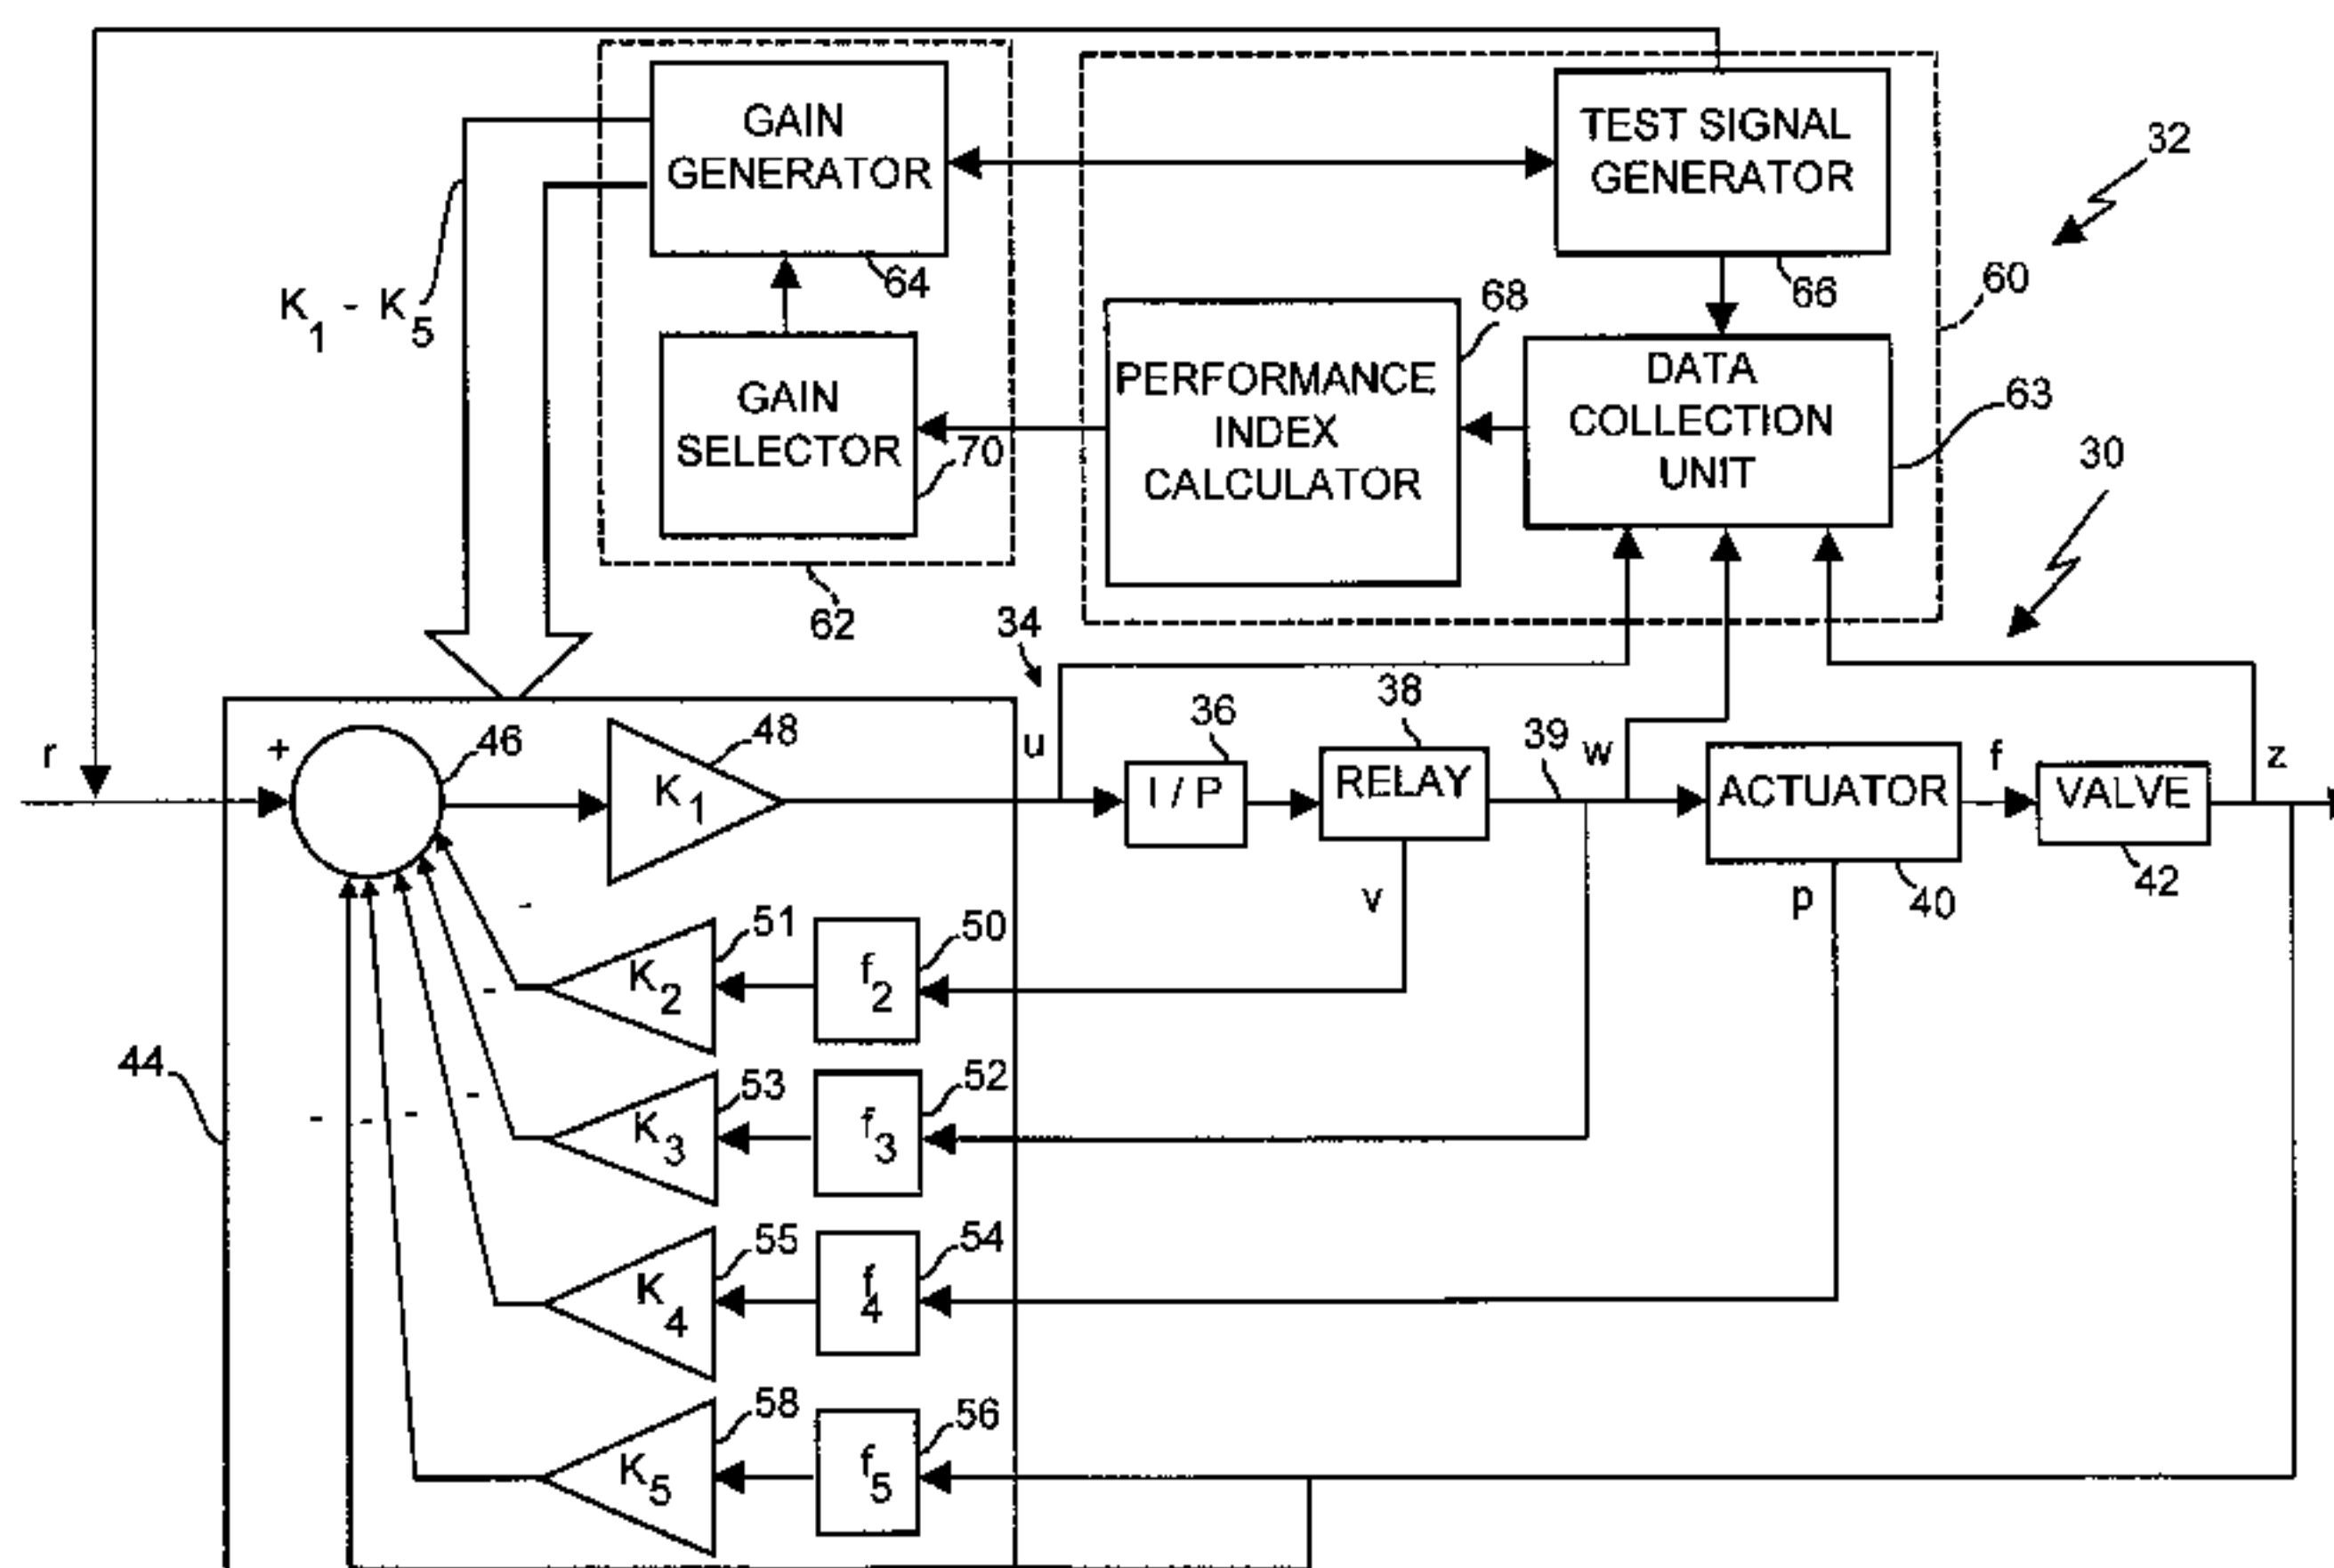 GAIN
GENERATOR
64
TEST SIGNAL
GENERATOR
66
32
60
K1 - K5
GAIN
SELECTOR
70
62
PERFORMANCE
INDEX
CALCULATOR
68
DATA
COLLECTION
UNIT
63
30
34
r
+
46
48
K1
u
36
I / P
38
RELAY
39
w
ACTUATOR
40
f
VALVE
42
z
v
p
-
51
K2
50
f2
-
44
53
K3
52
f3
- - - -
55
K4
54
f4
58
K5
56
f5